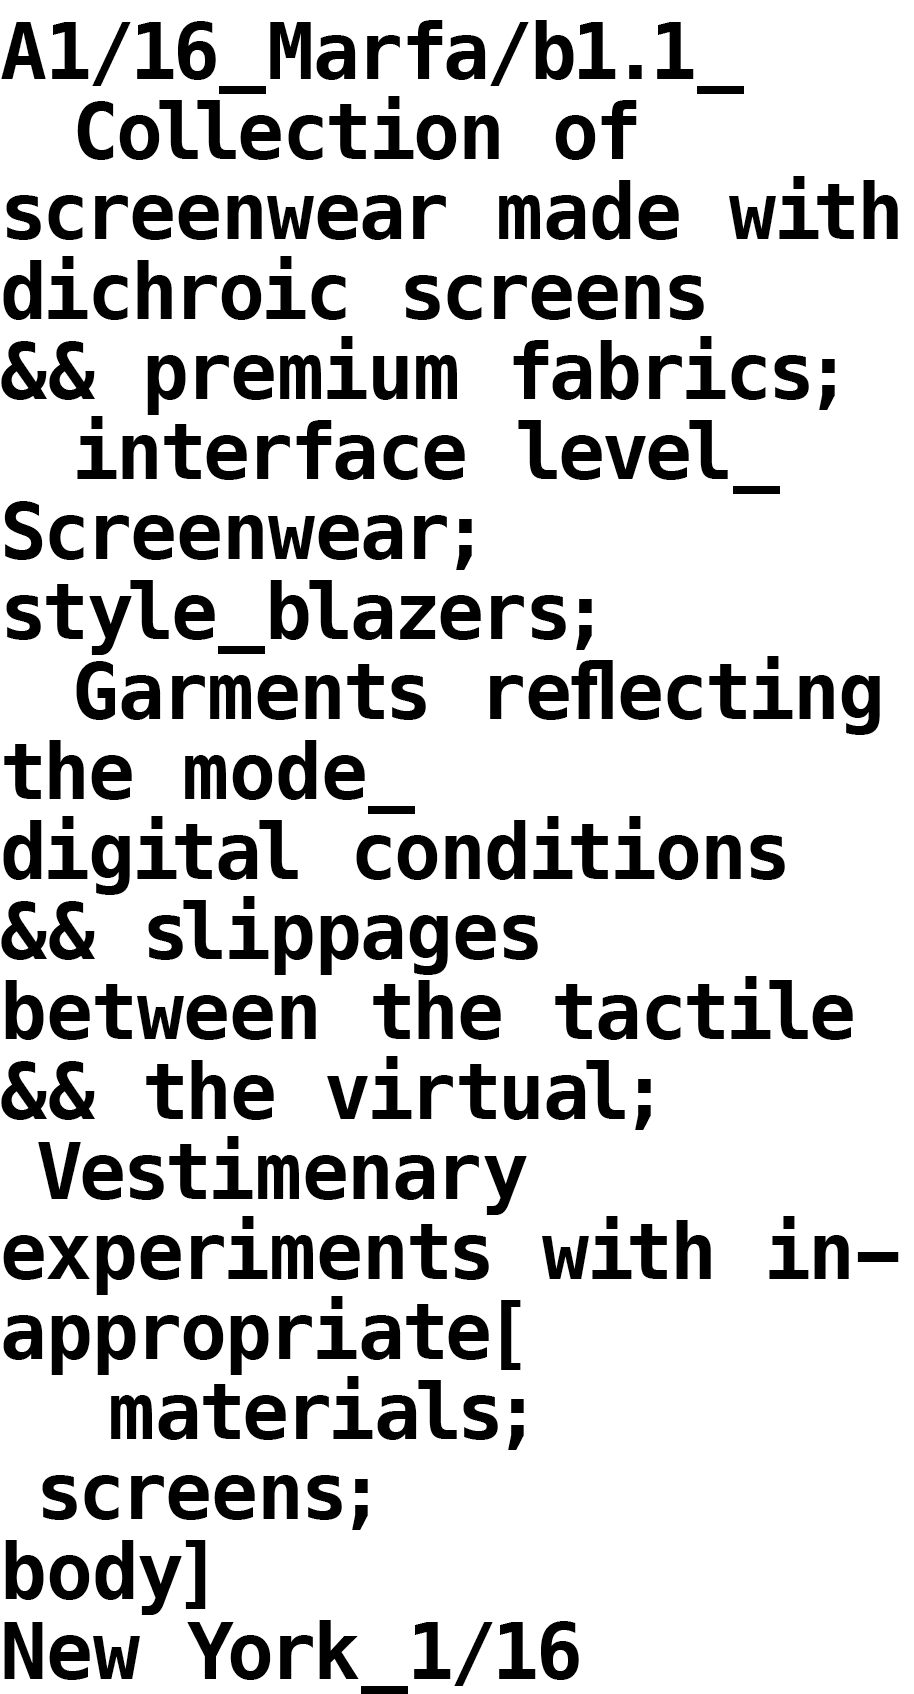 A1/16_Marfa/b1.1_
Collection of
screenwear made with
dichroic screens
&& premium fabrics;
interface level_
Screenwear;
style_blazers;
Garments reflecting
the mode_
digital conditions
&& slippages
between the tactile
&& the virtual;
Vestimenary
experiments with in-
appropriate[
materials;
screens;
body]
New York_1/16